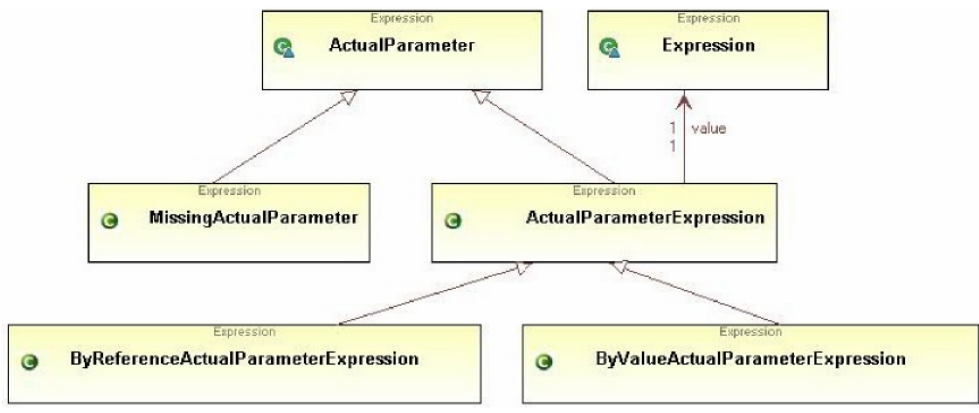 Expression
ActualParameter
Expression
Expression
1 value
1
Expression
MissingActualParameter
Expression
ActualParameterExpression
Expression
ByReferenceActualParameterExpression
Expression
ByValueActualParameterExpression